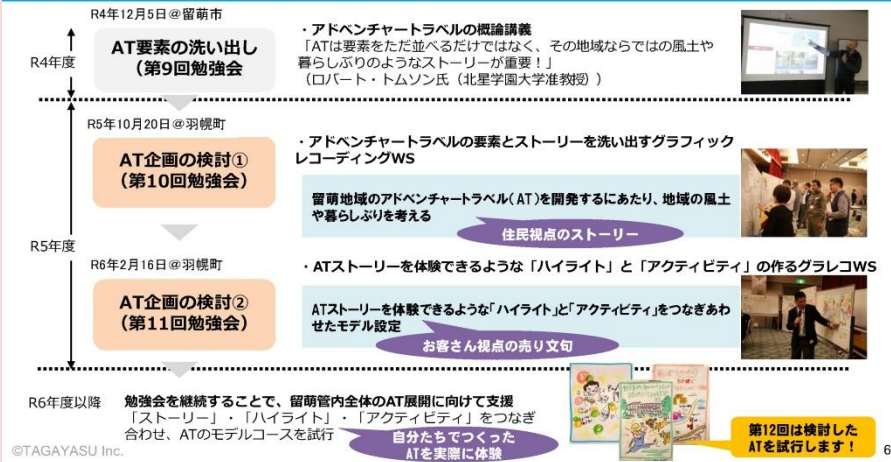 R4年12月5日@留萌市
AT要素の洗い出し
(第9回勉強会
・アドベンチャートラベルの概論講義
「ATは要素をただ並べるだけではなく、その地域ならではの風土や
暮らしぶりのようなストーリーが重要!」
(ロバート・トムソン氏(北星学園大学准教授))
R4年度
R5年10月20日@羽幌町
AT企画の検討①
(第10回勉強会)
・アドベンチャートラベルの要素とストーリーを洗い出すグラフィック
レコーディングWS
留萌地域のアドベンチャートラベル(AT)を開発するにあたり、地域の風土
や暮らしぶりを考える
住民視点のストーリー
R5年度
R6年2月16日@羽幌町
AT企画の検討②
(第11回勉強会)
・ATストーリーを体験できるような「ハイライト」と「アクティビティ」の作るグラレコWS
ATストーリーを体験できるような「ハイライト」と「アクティビティ」をつなぎあわ
せたモデル設定
お客さん視点の売り文句
R6年度以降
勉強会を継続することで、留萌管内全体のAT展開に向けて支援
「ストーリー」・「ハイライト」・「アクティビティ」をつなぎ
合わせ、ATのモデルコースを試行
自分たちでつくった
ATを実際に体験
第12回は検討した
ATを試行します!
©TAGAYASU Inc.
6